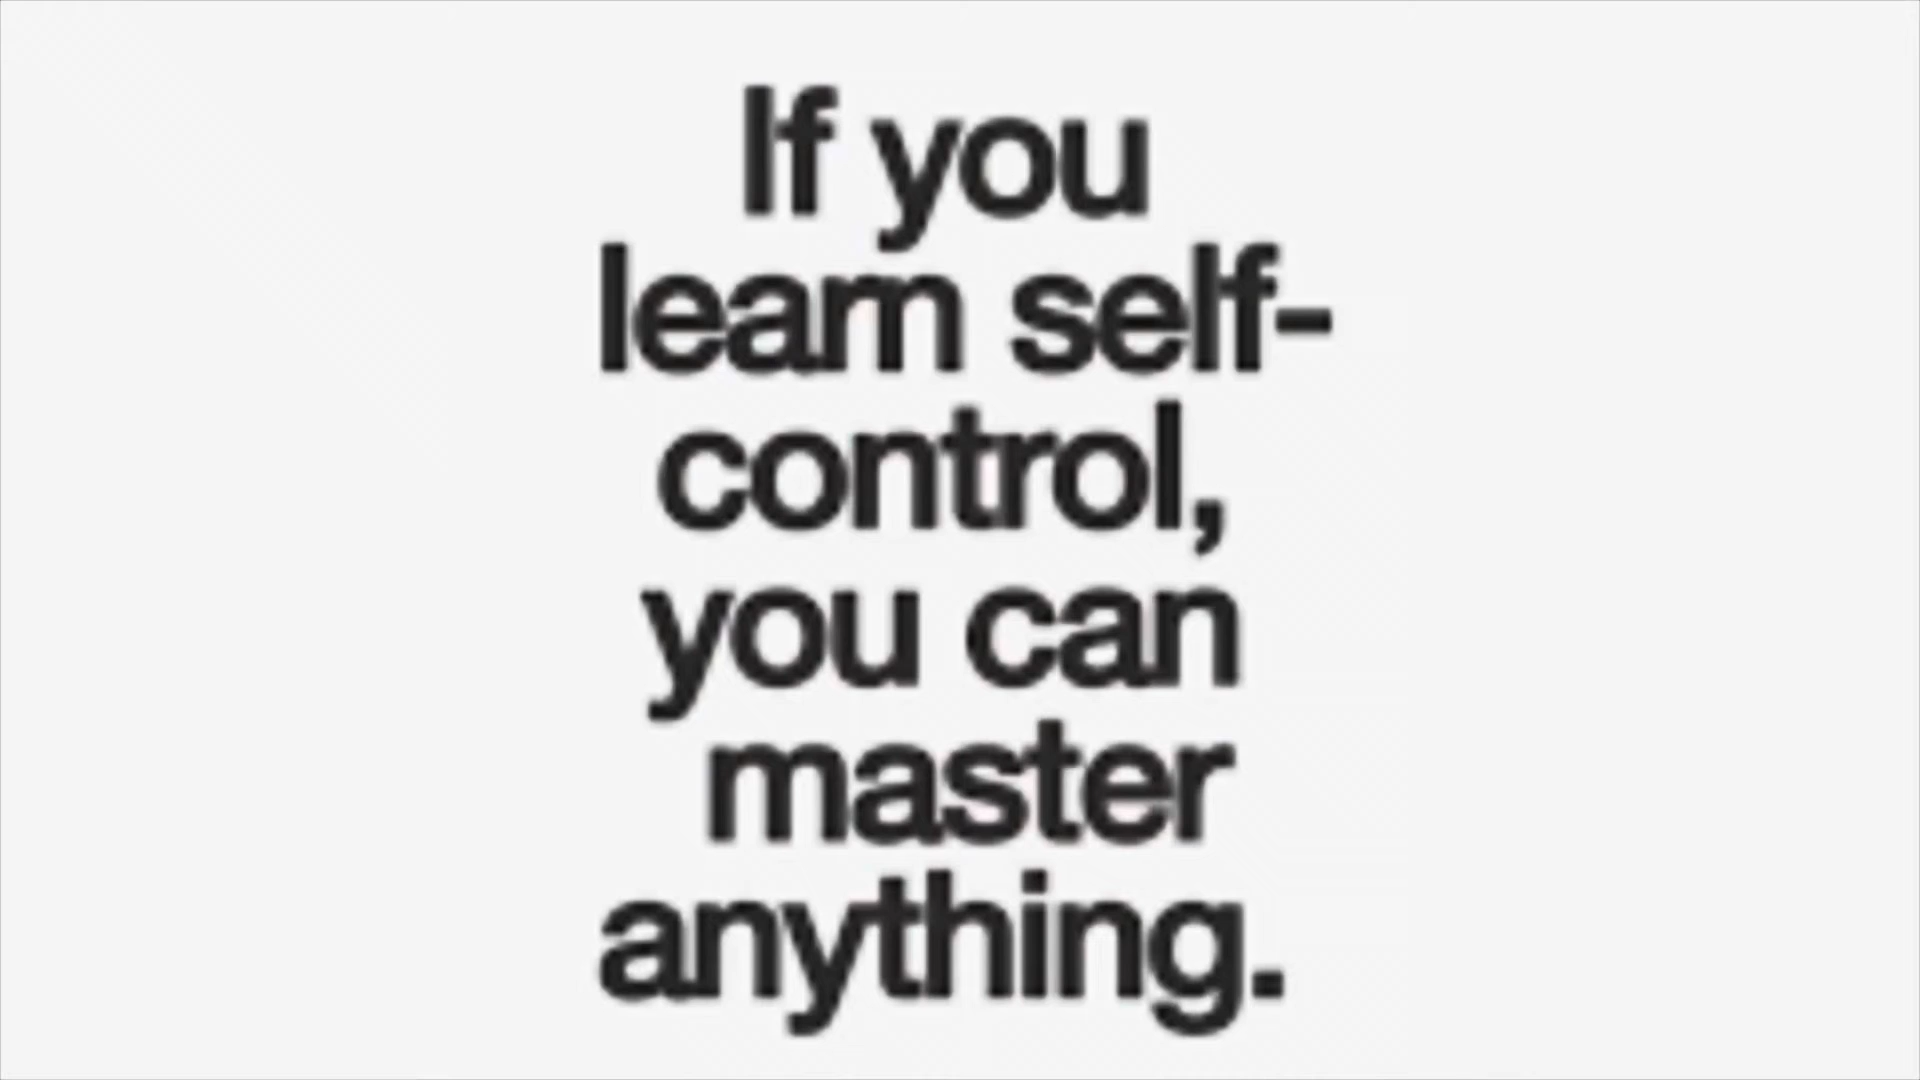 If you
learn self-
control,
you can
master
anything.